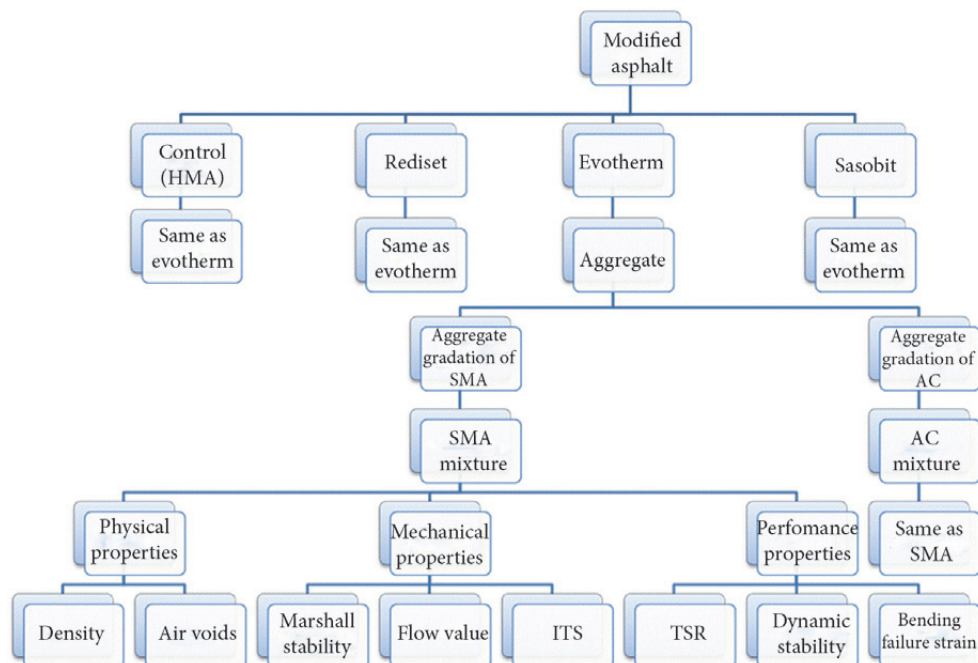 Modified
asphalt
Control
(HMA)
Rediset
Evotherm
Sasobit
Same as
evotherm
Same as
evotherm
Aggregate
Same as
evotherm
Aggregate
gradation of
SMA
Aggregate
gradation of
AC
SMA
mixture
AC
mixture
Physical
properties
Mechanical
properties
Perfomance
properties
Same as
SMA
Density
Air voids
Marshall
stability
Flow value
ITS
TSR
Dynamic
stability
Bending
failure strain